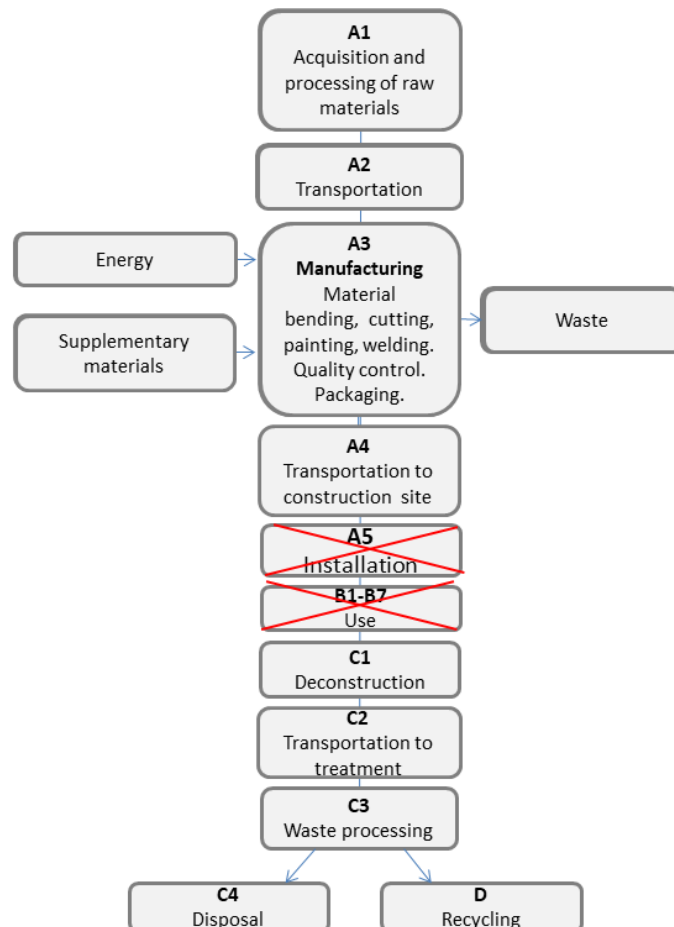 A1
Acquisition and
processing of raw
materials
A2
Transportation
Energy
Supplementary
materials
A3
Manufacturing
Material
bending, cutting,
painting, welding.
Quality control.
Packaging.
Waste
A4
Transportation to
construction site
A5
Installation
B1-B7
Use
C1
Deconstruction
C2
Transportation to
treatment
C3
Waste processing
C4
Disposal
D
Recycling